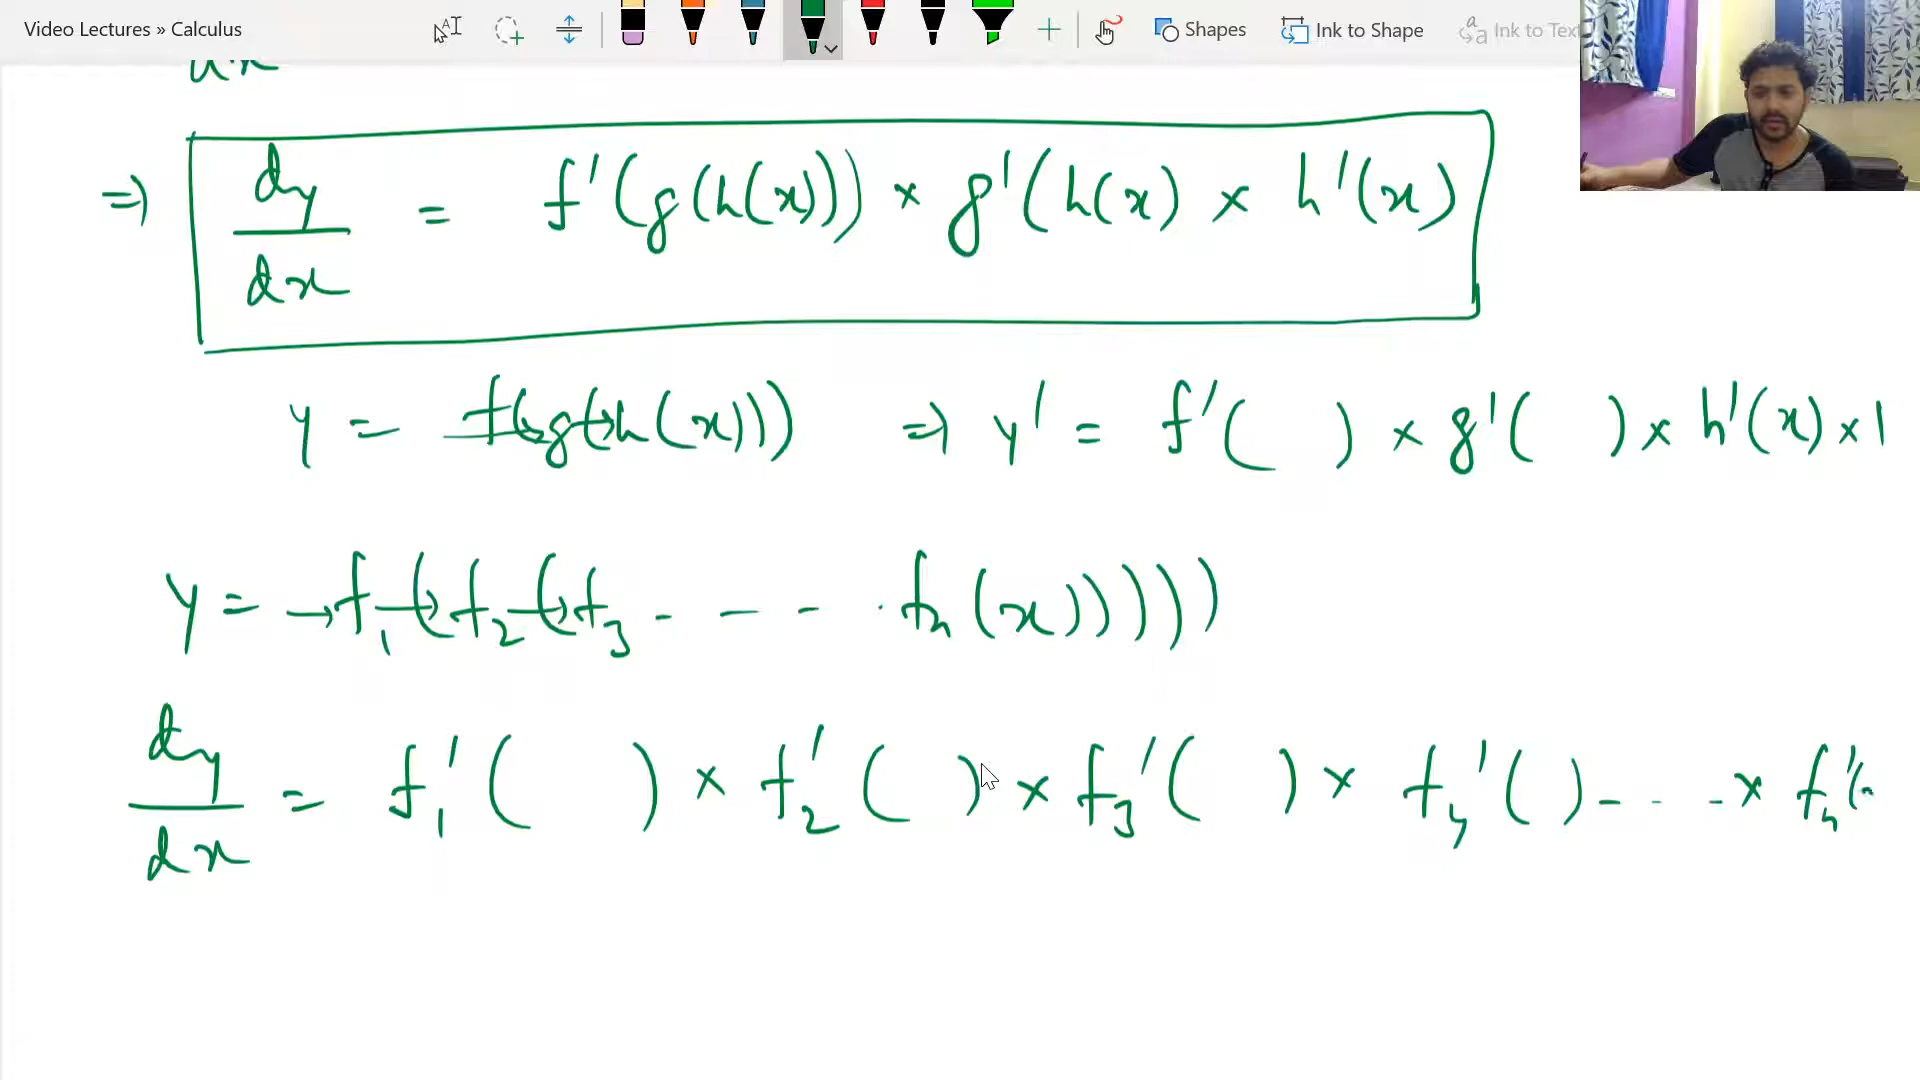 Video Lectures » Calculus
Shapes
Ink to Shape
Ink to Text
dx
⇒ dy/dx = f'(g(h(x))) × g'(h(x) × h'(x)
y = f(g(h(x))) ⇒ y' = f'( ) × g'( ) × h'(x) × 1
y = →f₁(→f₂(→f₃ - - - · fn(x)))))
dy/dx = f₁'( ) × f₂'( ) × f₃'( ) × f₄'( ) - - - × fn'(